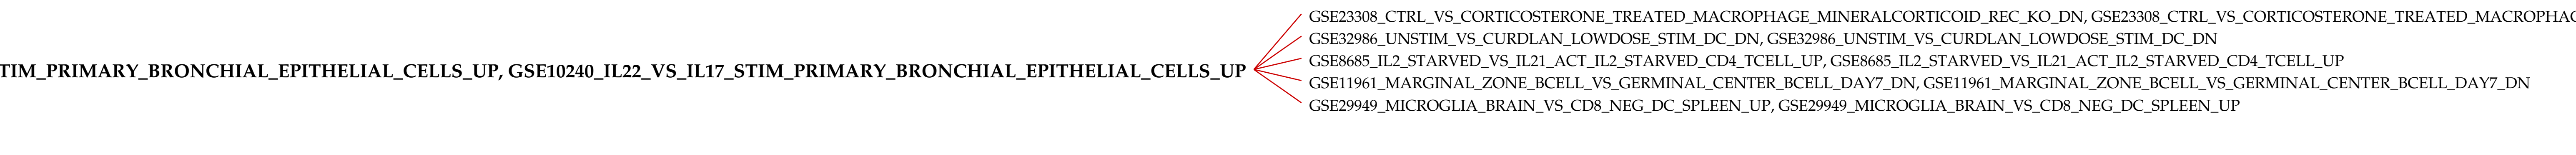 GSE23308_CTRL_VS_CORTICOSTERONE_TREATED_MACROPHAGE_MINERALCORTICOID_REC_KO_DN, GSE23308_CTRL_VS_CORTICOSTERONE_TREATED_MACROPHAG
GSE32986_UNSTIM_VS_CURDLAN_LOWDOSE_STIM_DC_DN, GSE32986_UNSTIM_VS_CURDLAN_LOWDOSE_STIM_DC_DN
GSE8685_IL2_STARVED_VS_IL21_ACT_IL2_STARVED_CD4_TCELL_UP, GSE8685_IL2_STARVED_VS_IL21_ACT_IL2_STARVED_CD4_TCELL_UP
TIM_PRIMARY_BRONCHIAL_EPITHELIAL_CELLS_UP, GSE10240_IL22_VS_IL17_STIM_PRIMARY_BRONCHIAL_EPITHELIAL_CELLS_UP
GSE11961_MARGINAL_ZONE_BCELL_VS_GERMINAL_CENTER_BCELL_DAY7_DN, GSE11961_MARGINAL_ZONE_BCELL_VS_GERMINAL_CENTER_BCELL_DAY7_DN
GSE29949_MICROGLIA_BRAIN_VS_CD8_NEG_DC_SPLEEN_UP, GSE29949_MICROGLIA_BRAIN_VS_CD8_NEG_DC_SPLEEN_UP